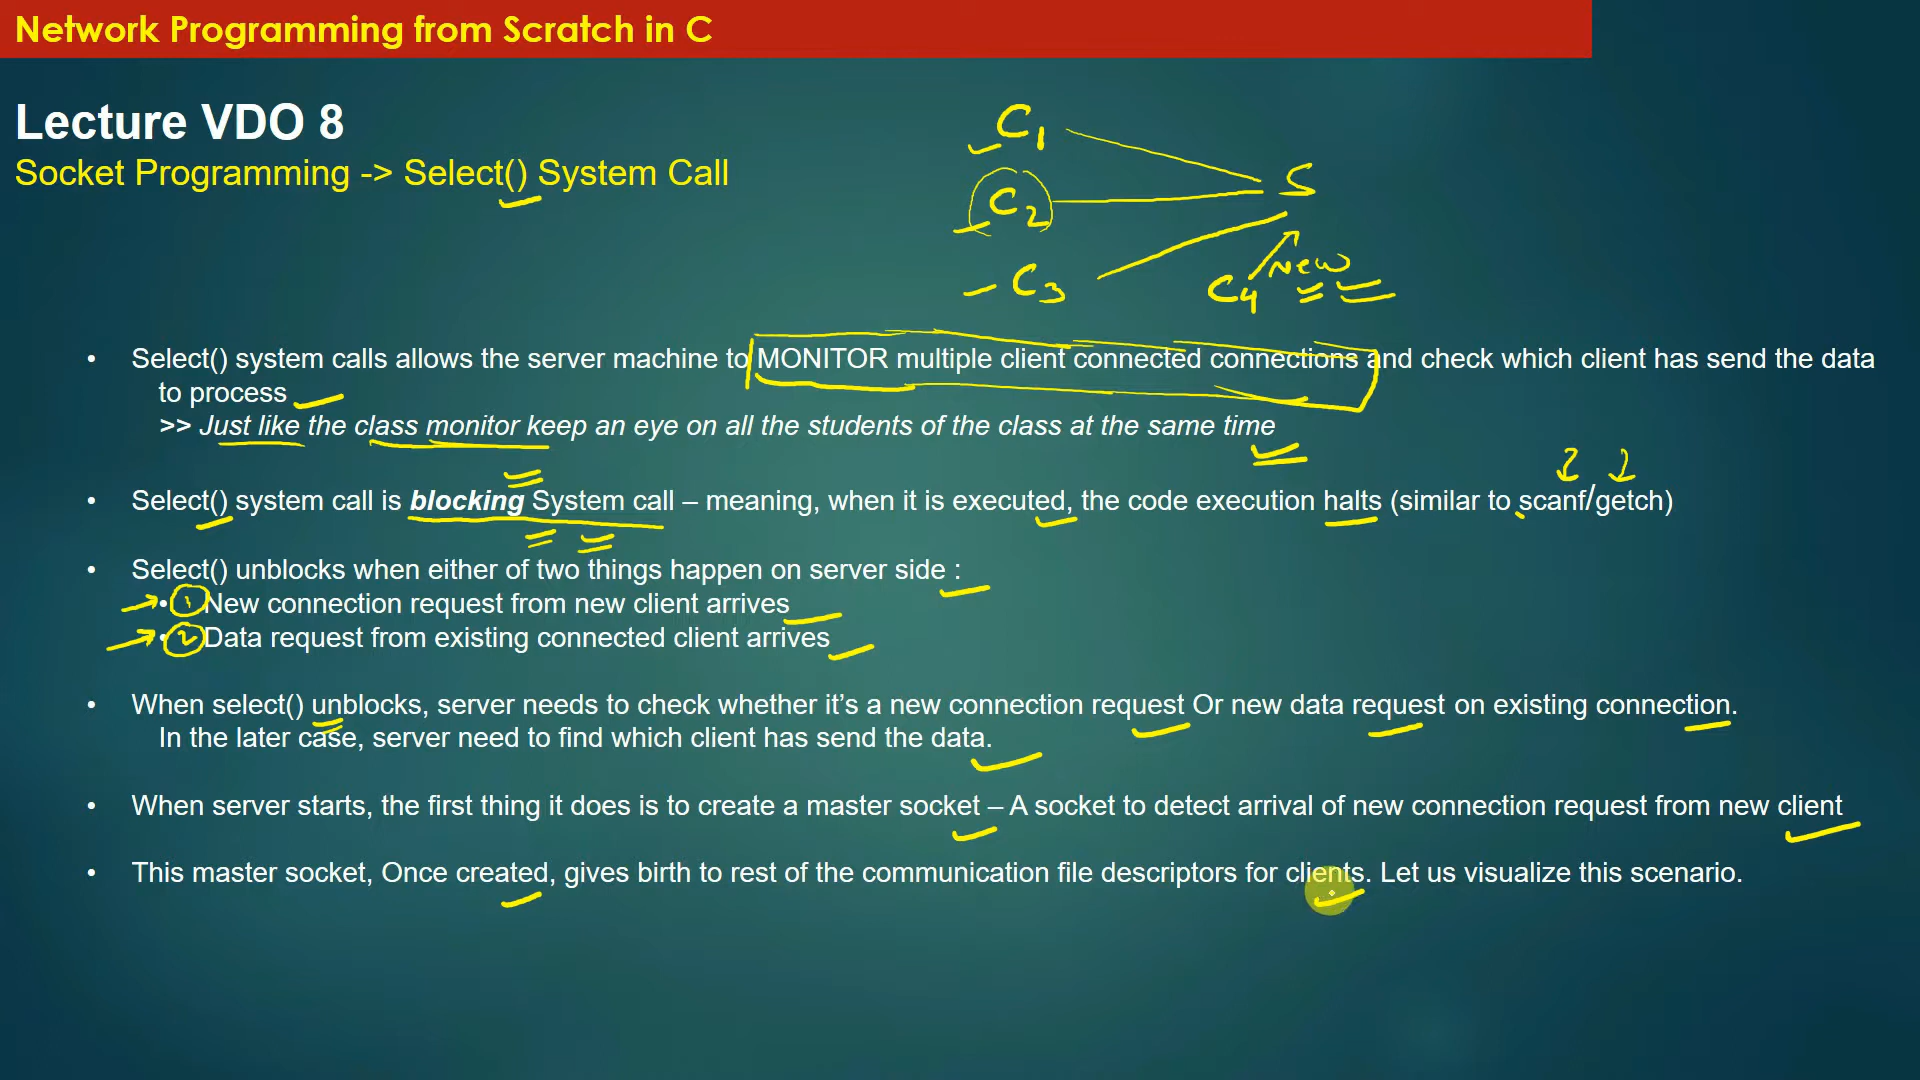 Network Programming from Scratch in C
Lecture VDO 8
Socket Programming -> Select() System Call
C1
C2
C3
S
New
C4
• Select() system calls allows the server machine to MONITOR multiple client connected connections and check which client has send the data
to process
>> Just like the class monitor keep an eye on all the students of the class at the same time
• Select() system call is blocking System call – meaning, when it is executed, the code execution halts (similar to scanf/getch)
• Select() unblocks when either of two things happen on server side :
• 1 New connection request from new client arrives
• 2 Data request from existing connected client arrives
• When select() unblocks, server needs to check whether it’s a new connection request Or new data request on existing connection.
In the later case, server need to find which client has send the data.
• When server starts, the first thing it does is to create a master socket – A socket to detect arrival of new connection request from new client
• This master socket, Once created, gives birth to rest of the communication file descriptors for clients. Let us visualize this scenario.